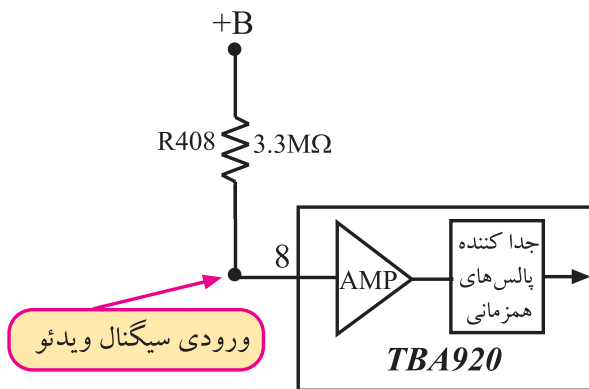 +B
R408 3.3MΩ
8
AMP
جدا کننده
پالس‌های
همزمانی
ورودی سیگنال ویدئو
TBA920